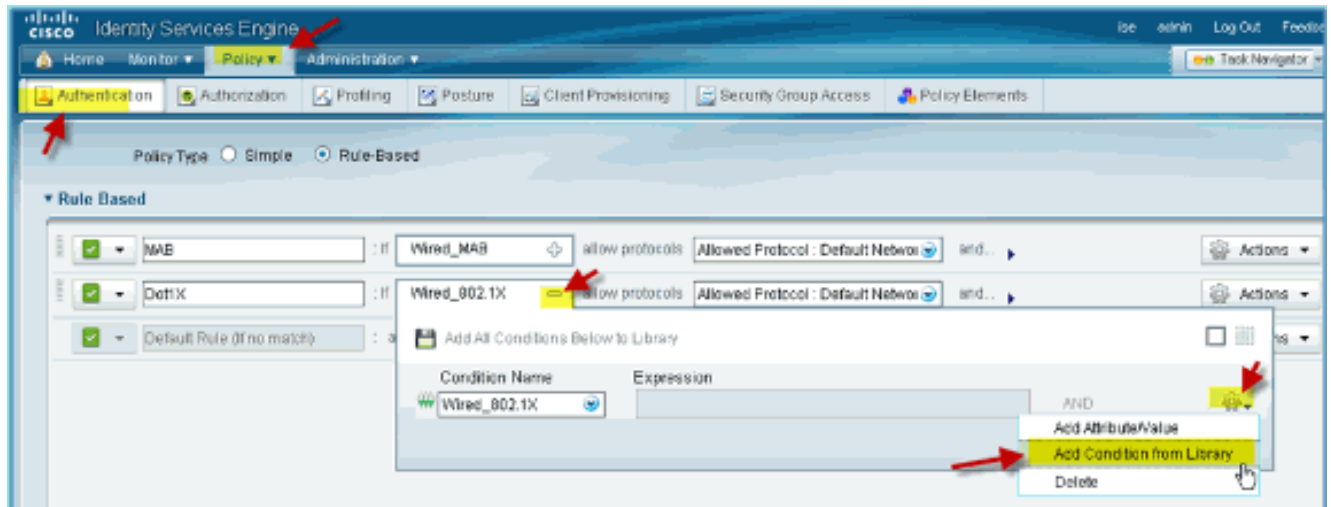 cisco Identity Services Engine ise admin Log Out Feedb
Home Monitor ▼ Policy ▼ Administration ▼ Task Navigator
Authentication Authorization Profiling Posture Client Provisioning Security Group Access Policy Elements
Policy Type Simple Rule-Based
▾ Rule Based
MAB : If Wired_MAB allow protocols Allowed Protocol : Default Networ and.. Actions
Dot1X : If Wired_802.1X allow protocols Allowed Protocol : Default Networ and.. Actions
Default Rule (If no match) : a ns
Add All Conditions Below to Library
Condition Name Expression
Wired_802.1X AND
Add Attribute/Value
Add Condition from Library
Delete